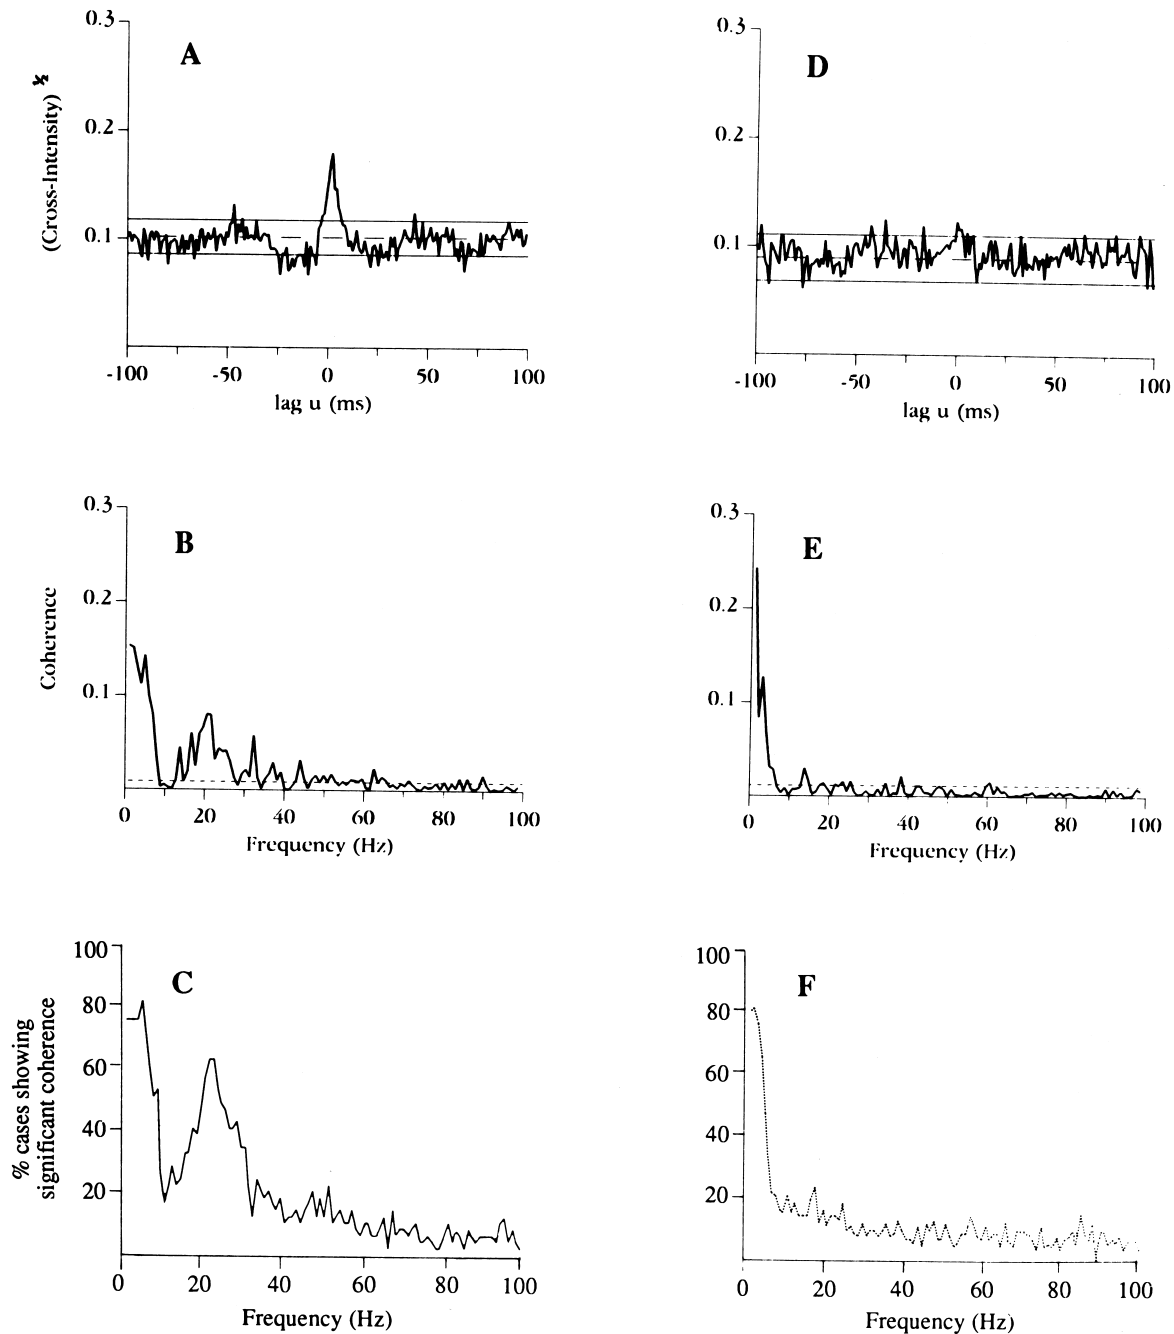 A
(Cross-Intensity) ½
0.3
0.2
0.1
-100 -50 0 50 100
lag u (ms)
D
0.3
0.2
0.1
-100 -50 0 50 100
lag u (ms)
B
Coherence
0.3
0.2
0.1
0 20 40 60 80 100
Frequency (Hz)
E
0.3
0.2
0.1
0 20 40 60 80 100
Frequency (Hz)
C
% cases showing
significant coherence
100
80
60
40
20
0 20 40 60 80 100
Frequency (Hz)
F
100
80
60
40
20
0 20 40 60 80 100
Frequency (Hz)